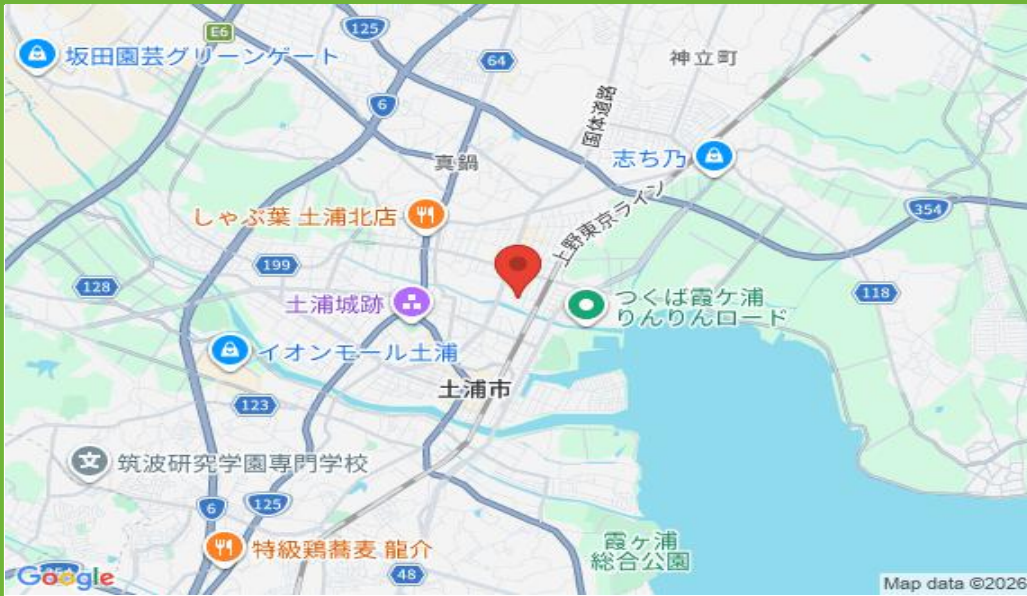 E6
125
坂田園芸グリーンゲート
64
神立町
6
国体道路
真鍋
志ち乃
しゃぶ葉 土浦北店
上野東京ライン
354
199
128
土浦城跡
つくば霞ケ浦
りんりんロード
118
イオンモール土浦
土浦市
123
筑波研究学園専門学校
6
125
特級鶏蕎麦 龍介
霞ヶ浦
総合公園
48
Google
Map data ©2026